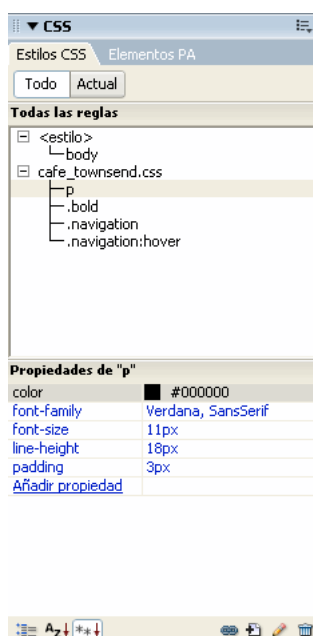 CSS
Estilos CSS Elementos PA
Todo Actual
Todas las reglas
<estilo>
body
cafe_townsend.css
p
.bold
.navigation
.navigation:hover
Propiedades de "p"
color #000000
font-family Verdana, SansSerif
font-size 11px
line-height 18px
padding 3px
Añadir propiedad
Az **